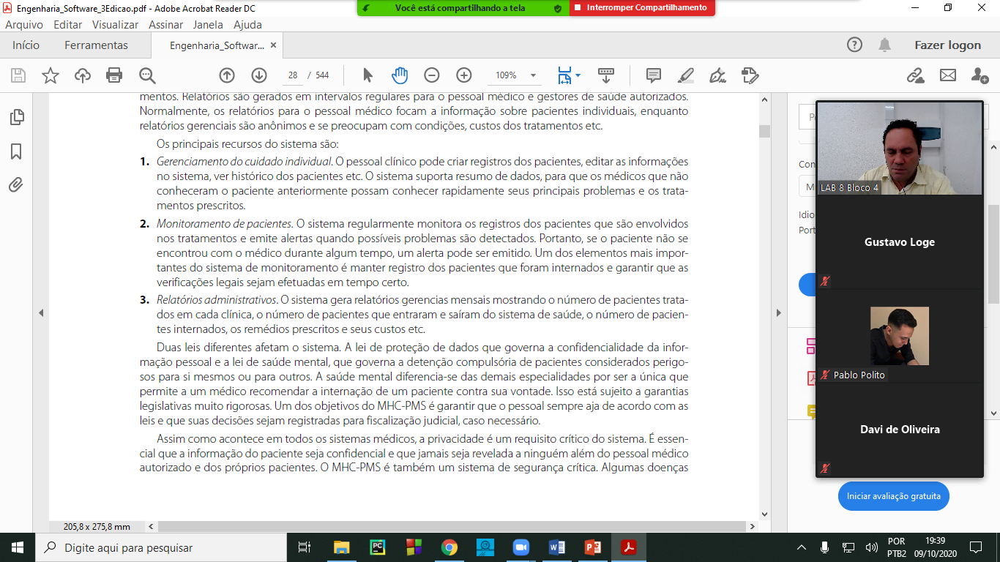 Engenharia_Software_3Edicao.pdf - Adobe Acrobat Reader DC
Você está compartilhando a tela
Interromper Compartilhamento
Arquivo Editar Visualizar Assinar Janela Ajuda
Início Ferramentas Engenharia_Softwar... Fazer logon
28 / 544 109%
mentos. Relatórios são gerados em intervalos regulares para o pessoal médico e gestores de saúde autorizados.
Normalmente, os relatórios para o pessoal médico focam a informação sobre pacientes individuais, enquanto
relatórios gerenciais são anônimos e se preocupam com condições, custos dos tratamentos etc.
Os principais recursos do sistema são:
1. Gerenciamento do cuidado individual. O pessoal clínico pode criar registros dos pacientes, editar as informações
no sistema, ver histórico dos pacientes etc. O sistema suporta resumo de dados, para que os médicos que não
conheceram o paciente anteriormente possam conhecer rapidamente seus principais problemas e os trata-
mentos prescritos.
2. Monitoramento de pacientes. O sistema regularmente monitora os registros dos pacientes que são envolvidos
nos tratamentos e emite alertas quando possíveis problemas são detectados. Portanto, se o paciente não se
encontrou com o médico durante algum tempo, um alerta pode ser emitido. Um dos elementos mais impor-
tantes do sistema de monitoramento é manter registro dos pacientes que foram internados e garantir que as
verificações legais sejam efetuadas em tempo certo.
3. Relatórios administrativos. O sistema gera relatórios gerencias mensais mostrando o número de pacientes trata-
dos em cada clínica, o número de pacientes que entraram e saíram do sistema de saúde, o número de pacien-
tes internados, os remédios prescritos e seus custos etc.
Duas leis diferentes afetam o sistema. A lei de proteção de dados que governa a confidencialidade da infor-
mação pessoal e a lei de saúde mental, que governa a detenção compulsória de pacientes considerados perigo-
sos para si mesmos ou para outros. A saúde mental diferencia-se das demais especialidades por ser a única que
permite a um médico recomendar a internação de um paciente contra sua vontade. Isso está sujeito a garantias
legislativas muito rigorosas. Um dos objetivos do MHC-PMS é garantir que o pessoal sempre aja de acordo com as
leis e que suas decisões sejam registradas para fiscalização judicial, caso necessário.
Assim como acontece em todos os sistemas médicos, a privacidade é um requisito crítico do sistema. É essen-
cial que a informação do paciente seja confidencial e que jamais seja revelada a ninguém além do pessoal médico
autorizado e dos próprios pacientes. O MHC-PMS é também um sistema de segurança crítica. Algumas doenças
205,8 x 275,8 mm
Con
M
Idio
Port
LAB 8 Bloco 4
Gustavo Loge
Pablo Polito
Davi de Oliveira
Iniciar avaliação gratuita
Digite aqui para pesquisar
POR
PTB2
19:39
09/10/2020